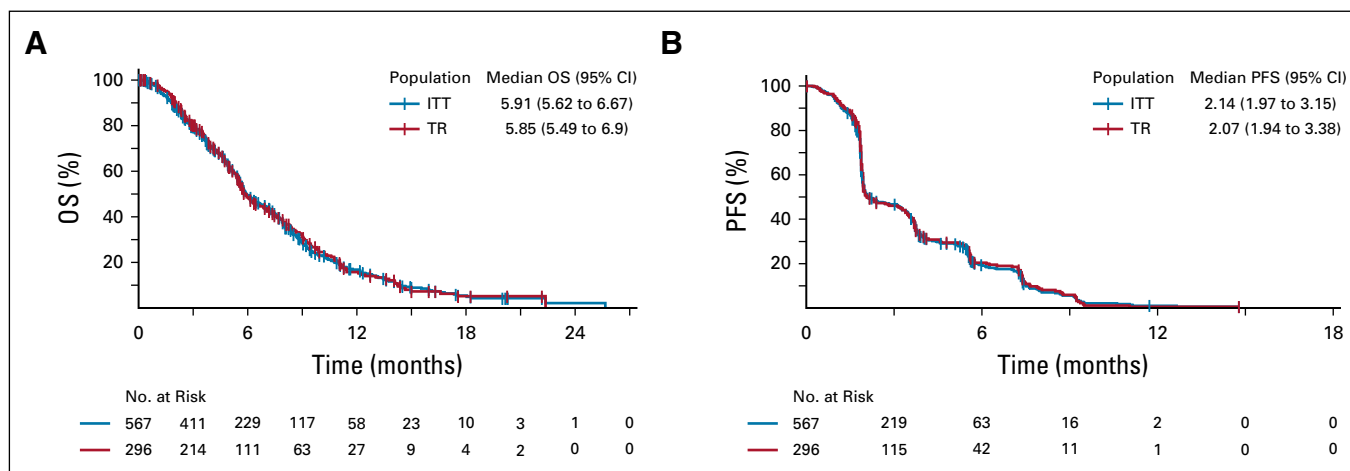 A
OS (%)
100
80
60
40
20
0 6 12 18 24
Time (months)
Population Median OS (95% CI)
ITT 5.91 (5.62 to 6.67)
TR 5.85 (5.49 to 6.9)
No. at Risk
567 411 229 117 58 23 10 3 1 0
296 214 111 63 27 9 4 2 0 0
B
PFS (%)
100
80
60
40
20
0 6 12 18
Time (months)
Population Median PFS (95% CI)
ITT 2.14 (1.97 to 3.15)
TR 2.07 (1.94 to 3.38)
No. at Risk
567 219 63 16 2 0 0
296 115 42 11 1 0 0